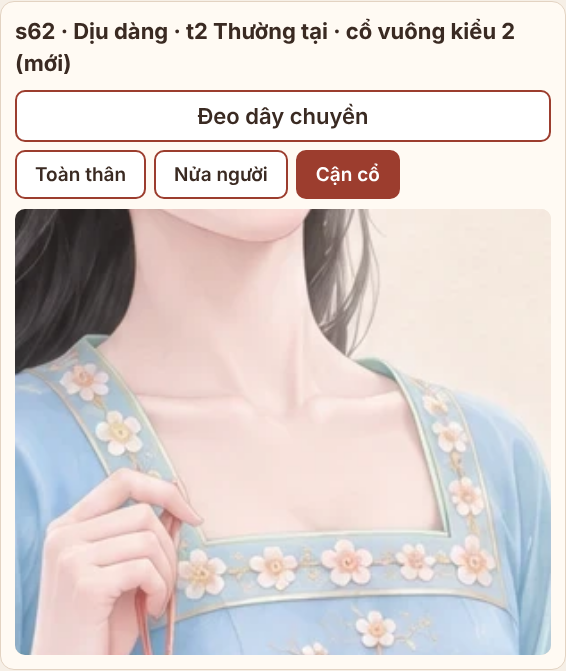 s62 · Dịu dàng · t2 Thường tại · cổ vuông kiểu 2
(mới)
Đeo dây chuyền
Toàn thân
Nửa người
Cận cổ